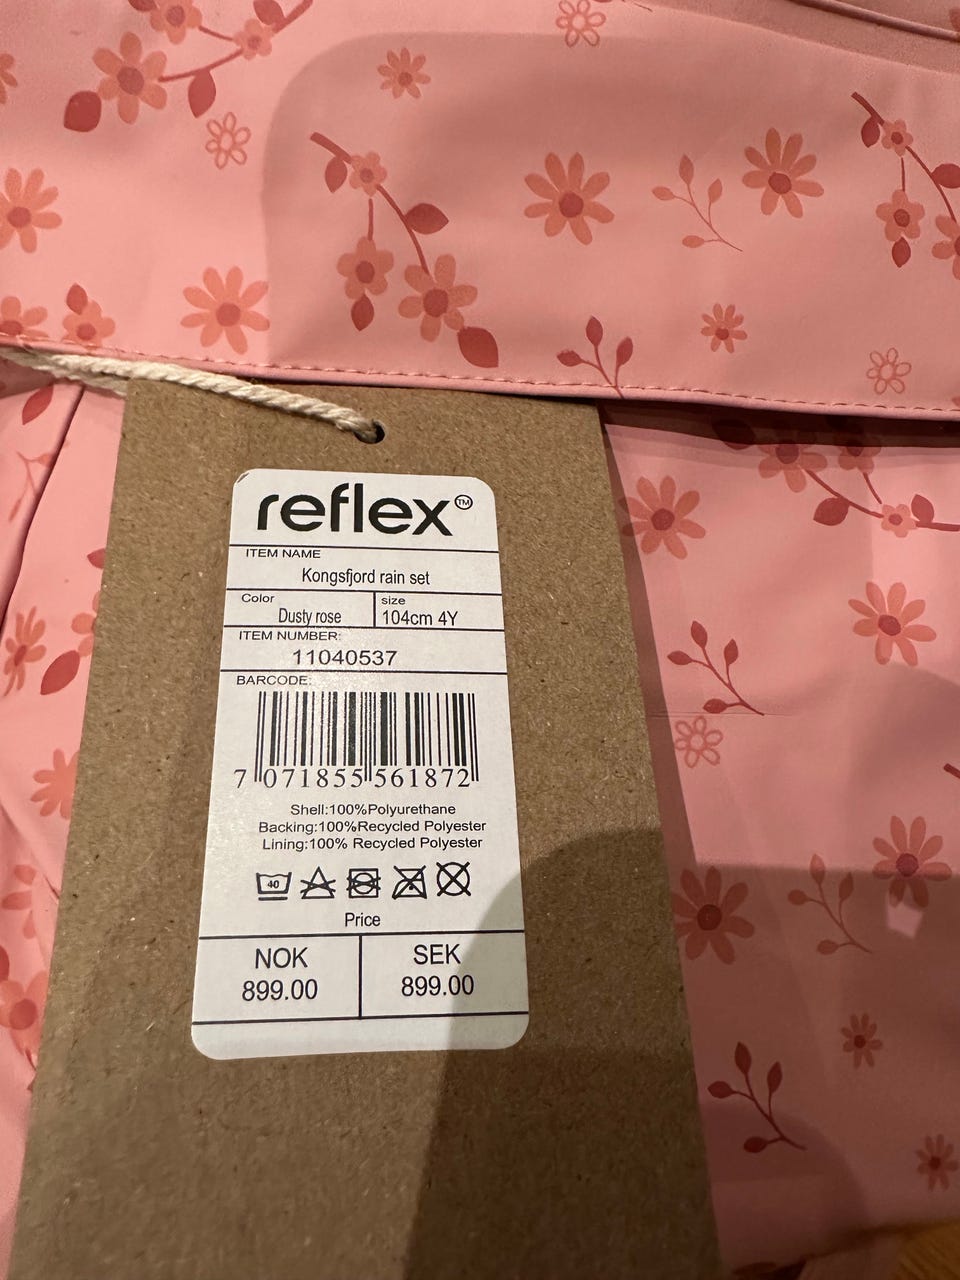 reflex™
ITEM NAME
Kongsfjord rain set
Color
Dusty rose
size
104cm 4Y
ITEM NUMBER:
11040537
BARCODE:
7 071855 561872
Shell:100%Polyurethane
Backing:100%Recycled Polyester
Lining:100% Recycled Polyester
40
Price
NOK
899.00
SEK
899.00